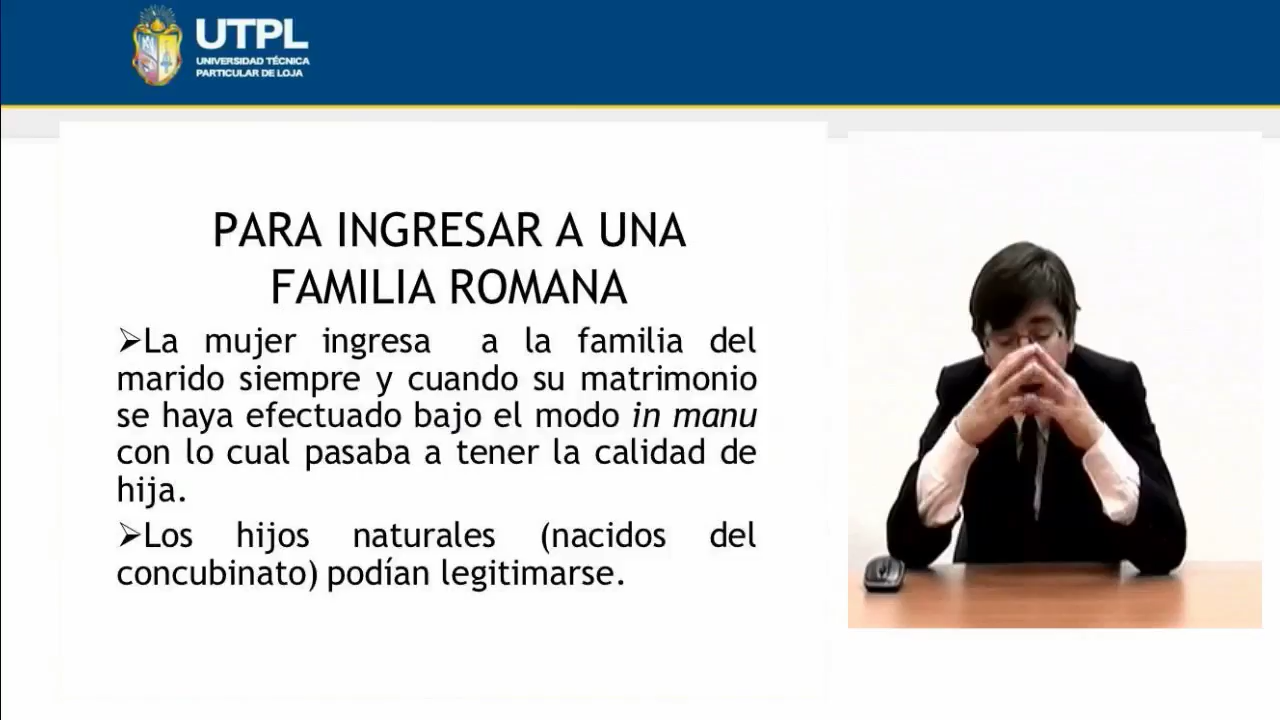 UTPL
UNIVERSIDAD TÉCNICA
PARTICULAR DE LOJA
PARA INGRESAR A UNA
FAMILIA ROMANA
➢La mujer ingresa a la familia del
marido siempre y cuando su matrimonio
se haya efectuado bajo el modo in manu
con lo cual pasaba a tener la calidad de
hija.
➢Los hijos naturales (nacidos del
concubinato) podían legitimarse.